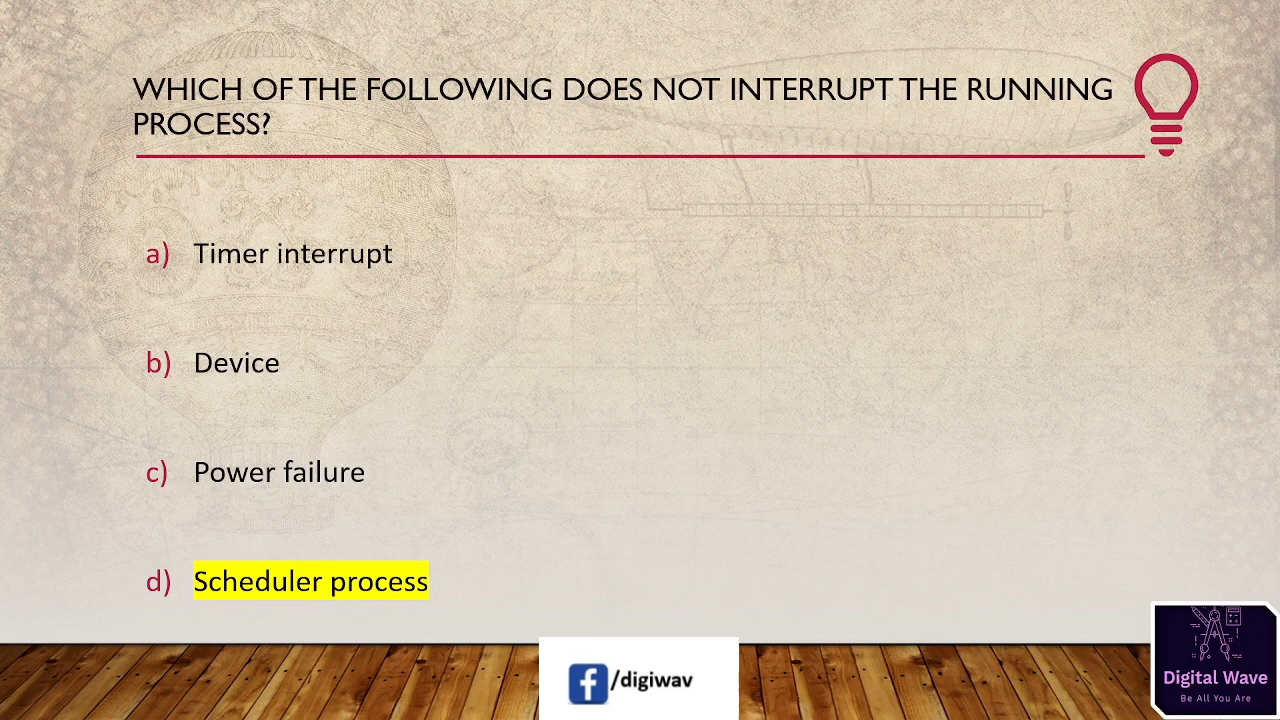 WHICH OF THE FOLLOWING DOES NOT INTERRUPT THE RUNNING
PROCESS?
a) Timer interrupt
b) Device
c) Power failure
d) Scheduler process
/digiwav
Digital Wave
Be All You Are